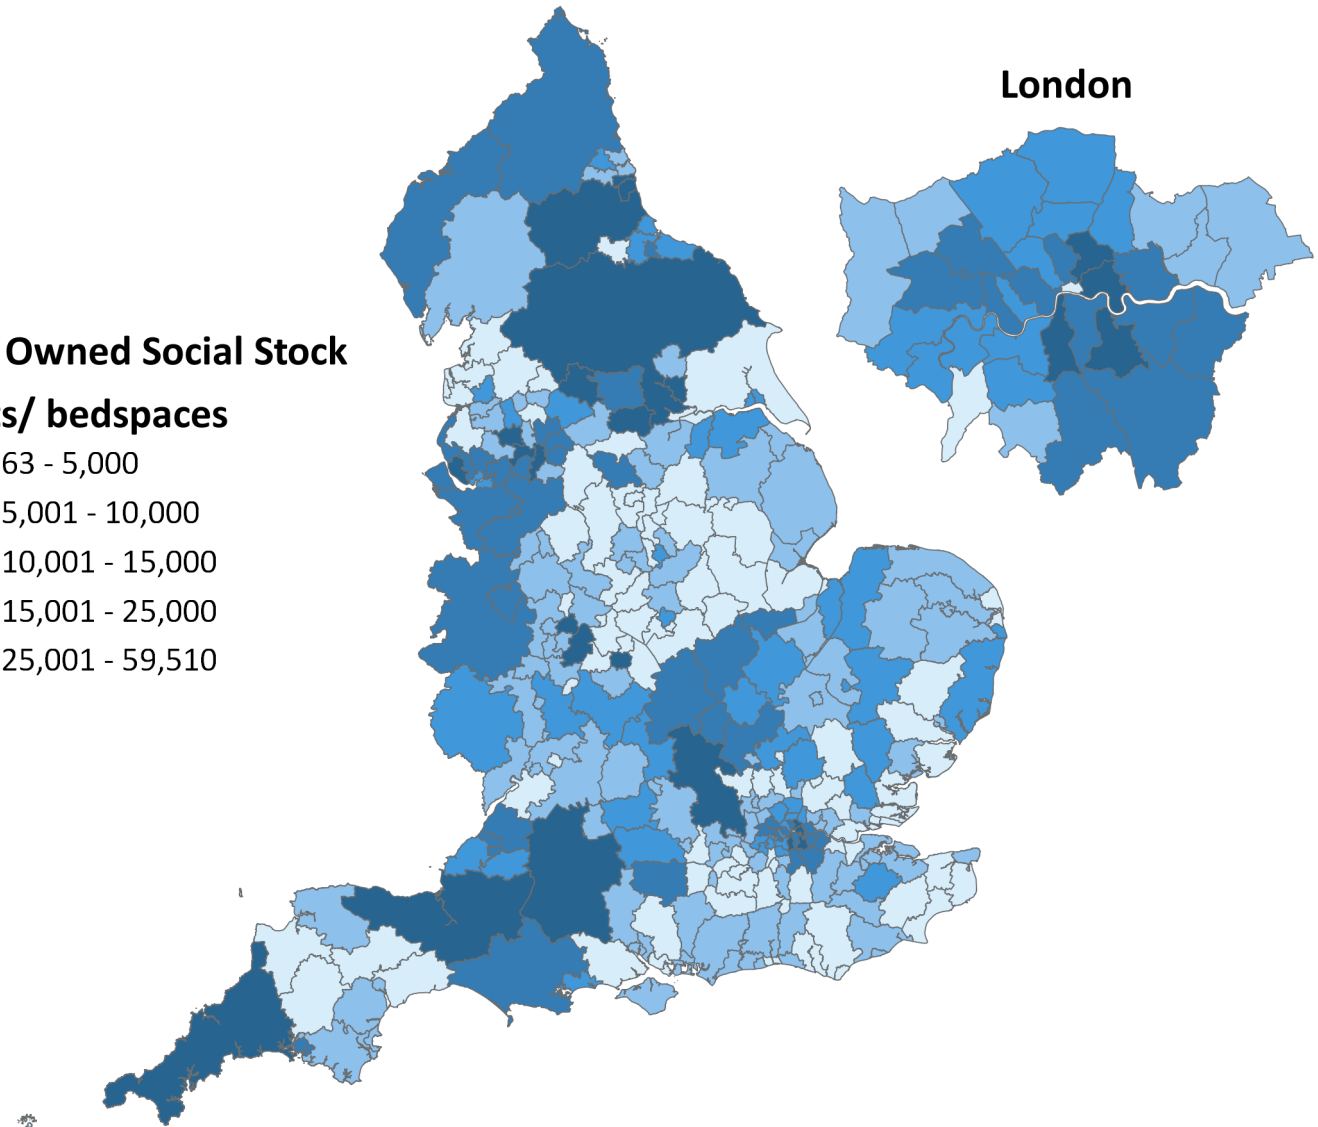 London
Owned Social Stock
s/ bedspaces
63 - 5,000
5,001 - 10,000
10,001 - 15,000
15,001 - 25,000
25,001 - 59,510